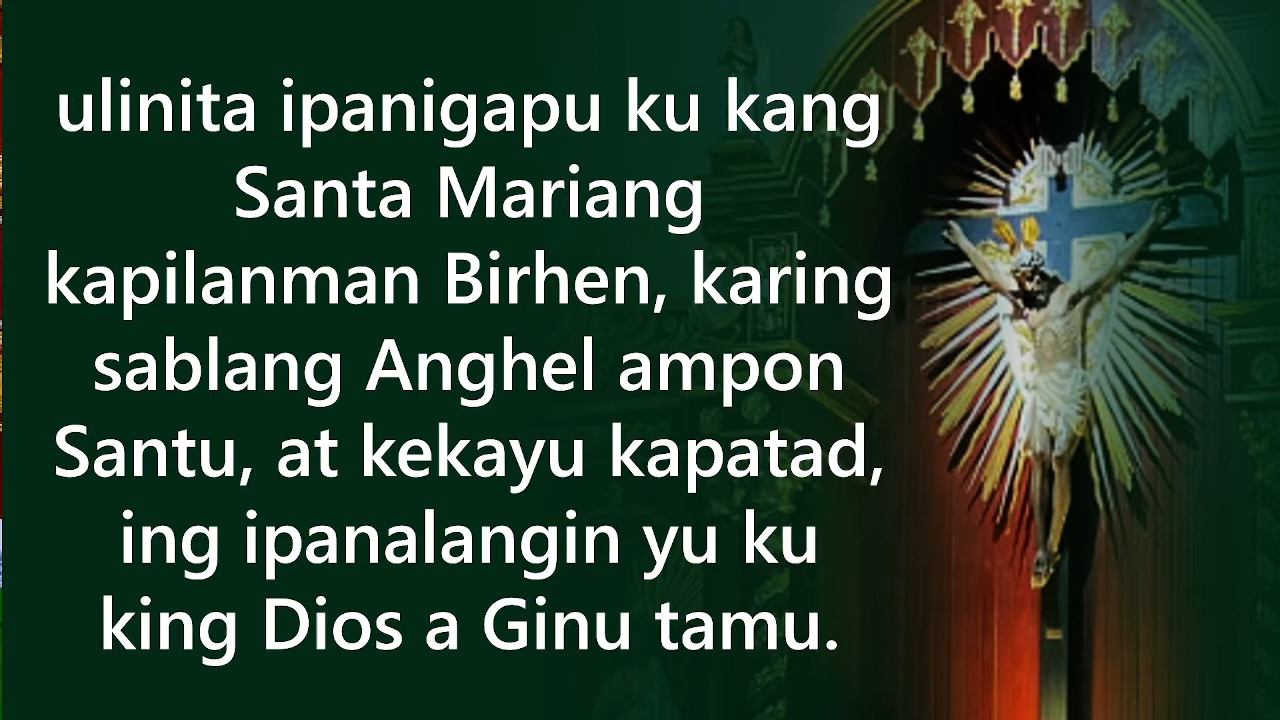 ulinita ipanigapu ku kang
Santa Mariang
kapilanman Birhen, karing
sablang Anghel ampon
Santu, at kekayu kapatad,
ing ipanalangin yu ku
king Dios a Ginu tamu.